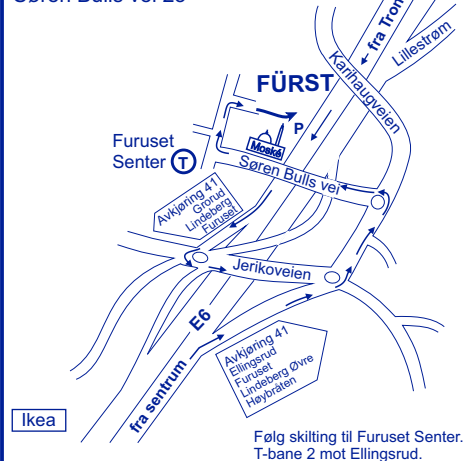 Søren Bulls vei 25
← fra Tron
Lillestrøm
Karihaugveien
FÜRST
P
Moské
Furuset
Senter T
Søren Bulls vei
Avkjøring 41
Grorud
Lindeberg
Furuset
Jerikoveien
E6
fra sentrum
Avkjøring 41
Ellingsrud
Furuset
Lindeberg Øvre
Høybråten
Ikea
Følg skilting til Furuset Senter.
T-bane 2 mot Ellingsrud.